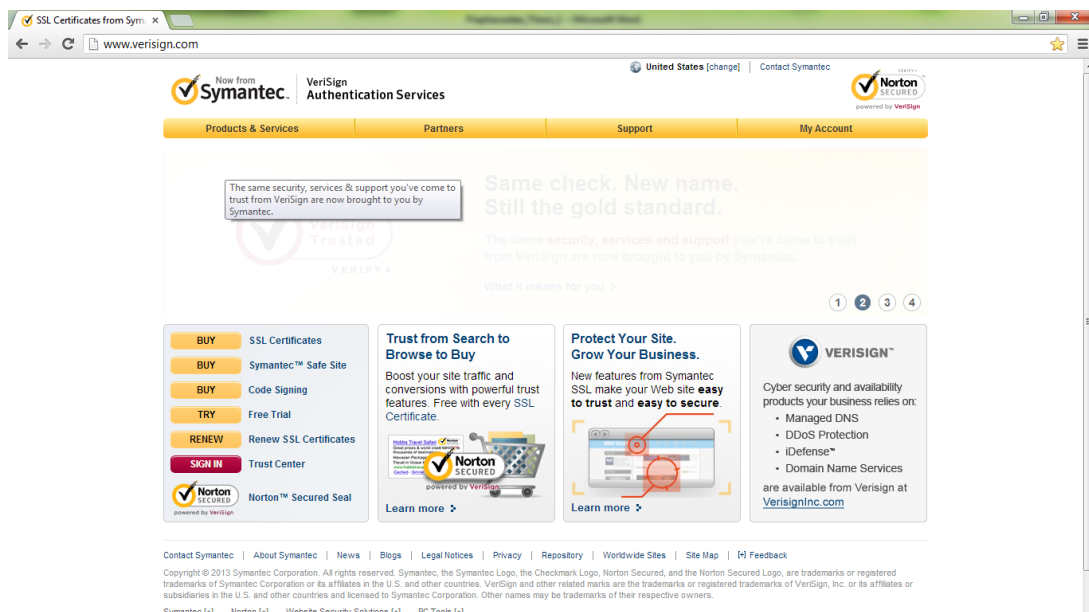 SSL Certificates from Sym
www.verisign.com
United States [change] | Contact Symantec
Now from
Symantec.
VeriSign
Authentication Services
VERIFY
Norton
SECURED
powered by VeriSign
Products & Services
Partners
Support
My Account
The same security, services & support you've come to
trust from VeriSign are now brought to you by
Symantec.
VeriSign
Trusted
VERIFY
Same check. New name.
Still the gold standard.
The same security, services and support you've come to trust
from VeriSign are now brought to you by Symantec.
What it means for you >
1 2 3 4
BUY SSL Certificates
BUY Symantec™ Safe Site
BUY Code Signing
TRY Free Trial
RENEW Renew SSL Certificates
SIGN IN Trust Center
Norton
SECURED
powered by VeriSign
Norton™ Secured Seal
Trust from Search to
Browse to Buy
Boost your site traffic and
conversions with powerful trust
features. Free with every SSL
Certificate.
Norton
SECURED
powered by VeriSign
Learn more
Protect Your Site.
Grow Your Business.
New features from Symantec
SSL make your Web site easy
to trust and easy to secure.
Learn more
VERISIGN™
Cyber security and availability
products your business relies on:
• Managed DNS
• DDoS Protection
• iDefense™
• Domain Name Services
are available from Verisign at
VerisignInc.com
Contact Symantec | About Symantec | News | Blogs | Legal Notices | Privacy | Repository | Worldwide Sites | Site Map | [+] Feedback
Copyright © 2013 Symantec Corporation. All rights reserved. Symantec, the Symantec Logo, the Checkmark Logo, Norton Secured, and the Norton Secured Logo, are trademarks or registered
trademarks of Symantec Corporation or its affiliates in the U.S. and other countries. VeriSign and other related marks are the trademarks or registered trademarks of VeriSign, Inc. or its affiliates or
subsidiaries in the U.S. and other countries and licensed to Symantec Corporation. Other names may be trademarks of their respective owners.
Symantec [+] Norton [+] Website Security Solutions [+] PC Tools [+]